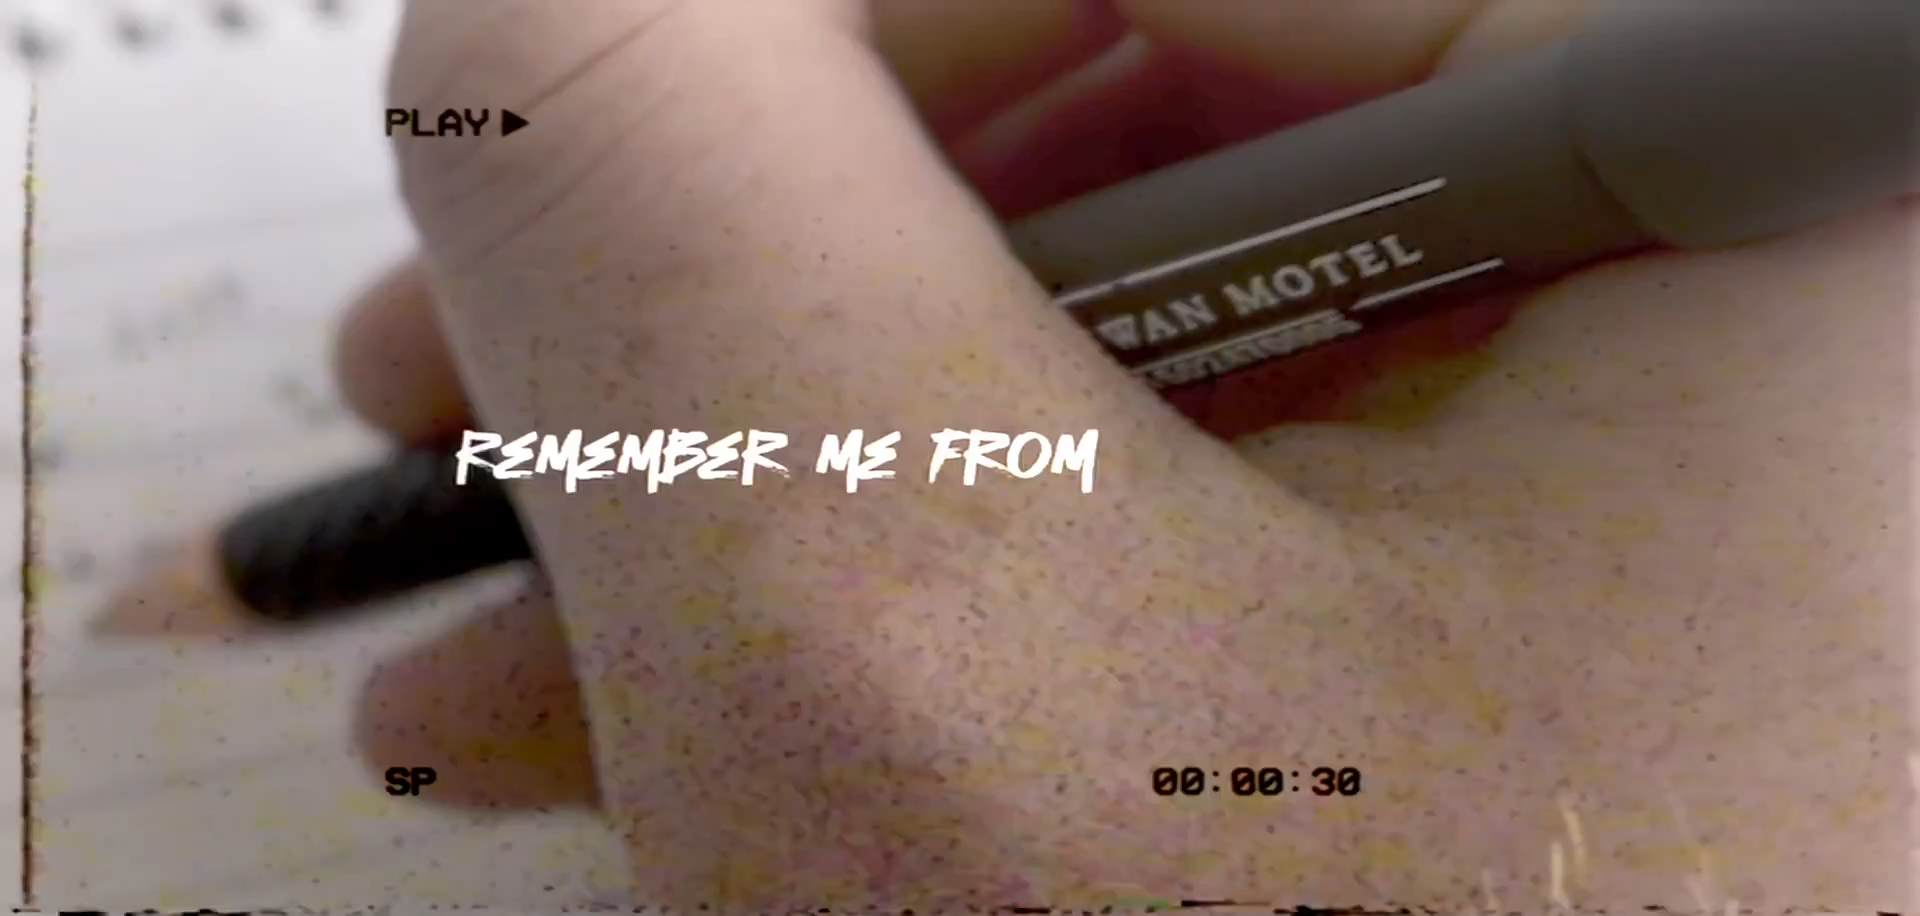 PLAY ▶
WAN MOTEL
REMEMBER ME FROM
SP
00:00:30